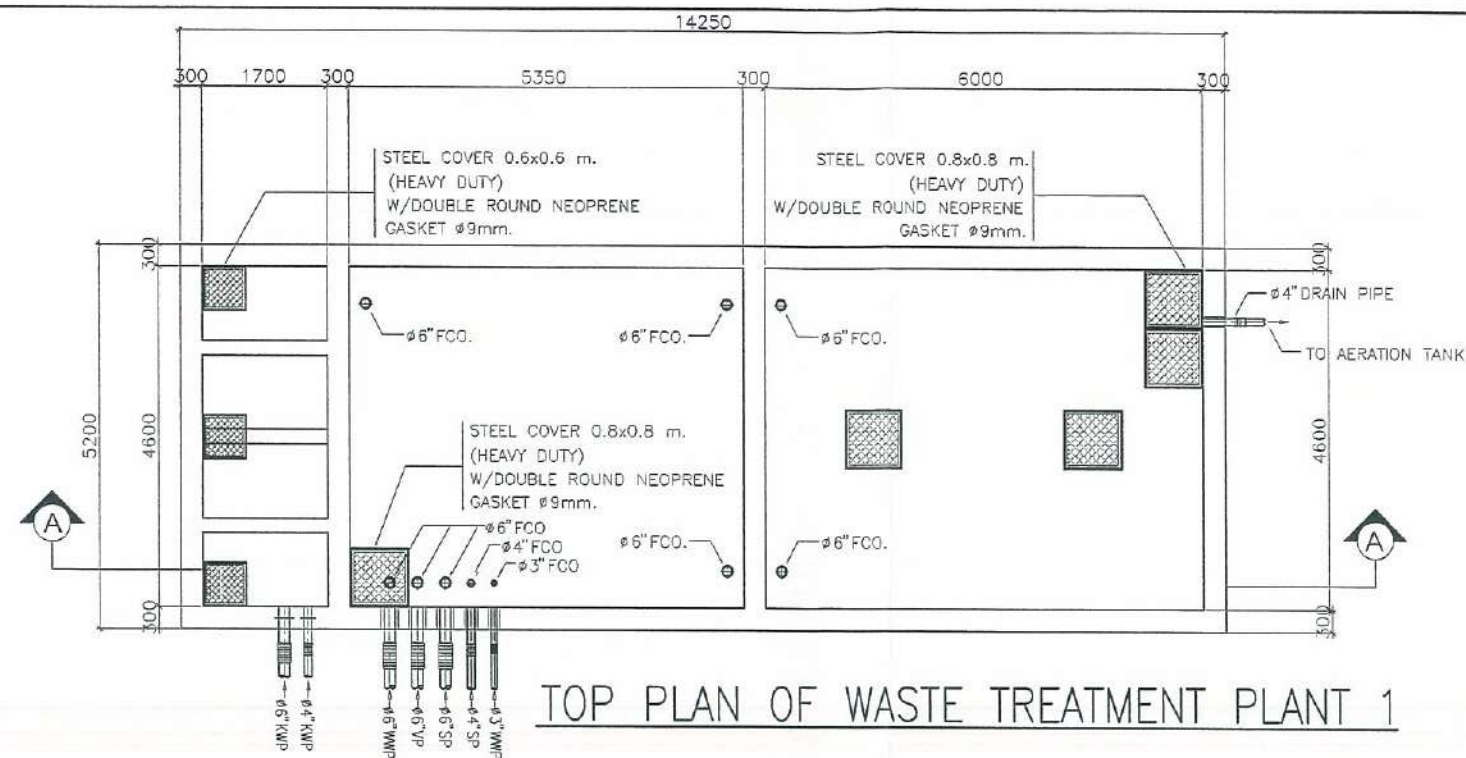 14250
300 1700 300 5350 300 6000 300
STEEL COVER 0.6x0.6 m.
(HEAVY DUTY)
W/DOUBLE ROUND NEOPRENE
GASKET ø9mm.
STEEL COVER 0.8x0.8 m.
(HEAVY DUTY)
W/DOUBLE ROUND NEOPRENE
GASKET ø9mm.
300
300
ø4"DRAIN PIPE
TO AERATION TANK
ø6"FCO.
ø6"FCO.
ø6"FCO.
5200
4600
4600
STEEL COVER 0.8x0.8 m.
(HEAVY DUTY)
W/DOUBLE ROUND NEOPRENE
GASKET ø9mm.
A
A
ø6"FCO
ø4"FCO
ø3"FCO
ø6"FCO.
ø6"FCO.
300
300
ø6"KWP
ø4"KWP
ø6"WWP
ø6"VP
ø6"SP
ø4"SP
ø3"WWP
TOP PLAN OF WASTE TREATMENT PLANT 1